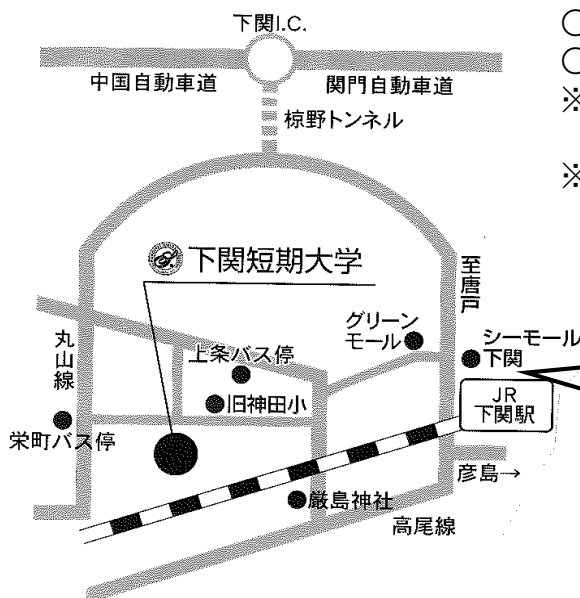 下関I.C.
中国自動車道
関門自動車道
椋野トンネル
○
○
※
※
下関短期大学
至唐戸
グリーン
モール
シーモール
下関
丸山線
上条バス停
旧神田小
JR
下関駅
栄町バス停
彦島→
厳島神社
高尾線